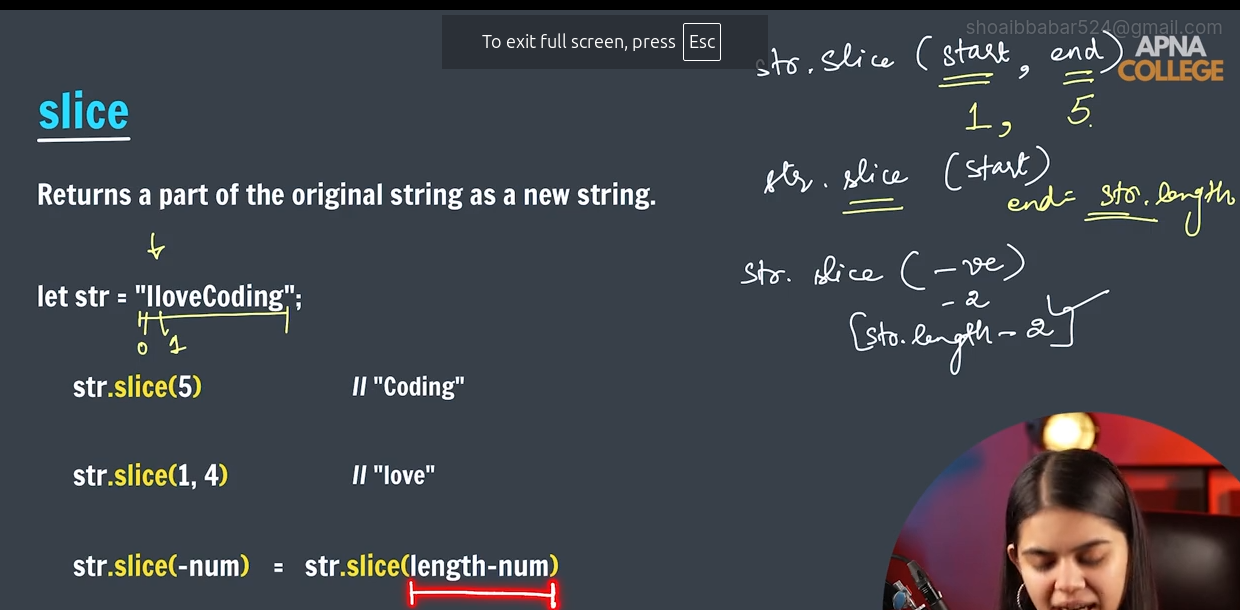 To exit full screen, press Esc
shoaibbabar524@gmail.com
APNA
COLLEGE
str.slice (start, end)
1, 5
slice
str. slice (start)
end= str.length
Returns a part of the original string as a new string.
str. slice (-ve)
-2
[str.length - 2]
let str = "IloveCoding";
0 1
str.slice(5) // "Coding"
str.slice(1, 4) // "love"
str.slice(-num) = str.slice(length-num)